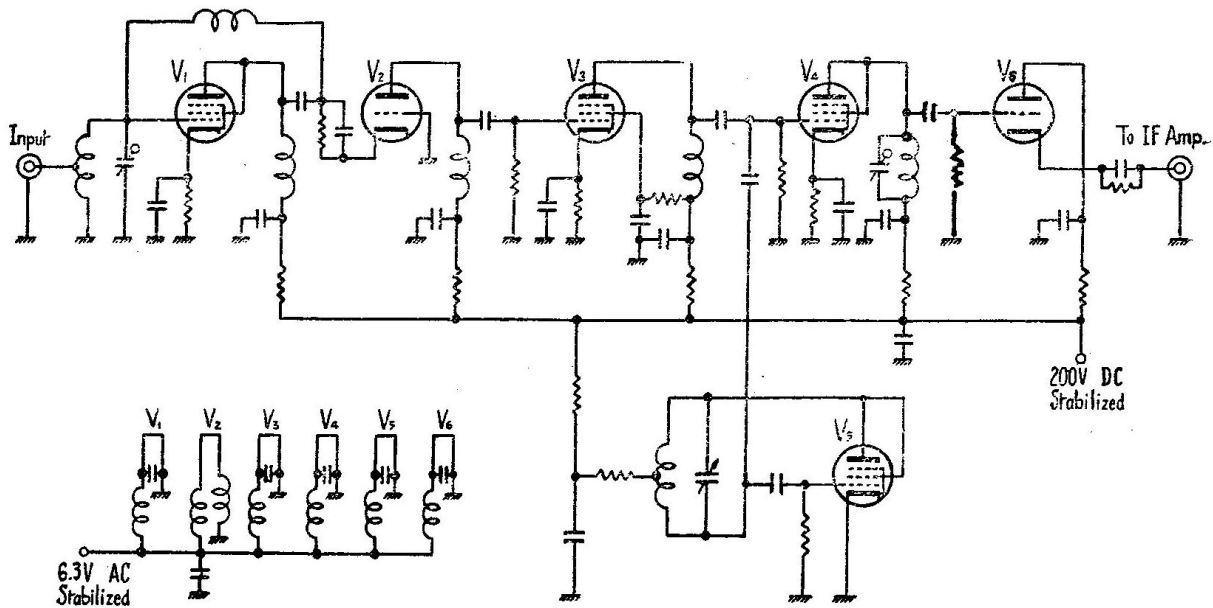 V₁
V₂
V₃
V₄
V₆
Input
To IF Amp.
200V DC
Stabilized
V₁
V₂
V₃
V₄
V₅
V₆
V₅
6.3V AC
Stabilized